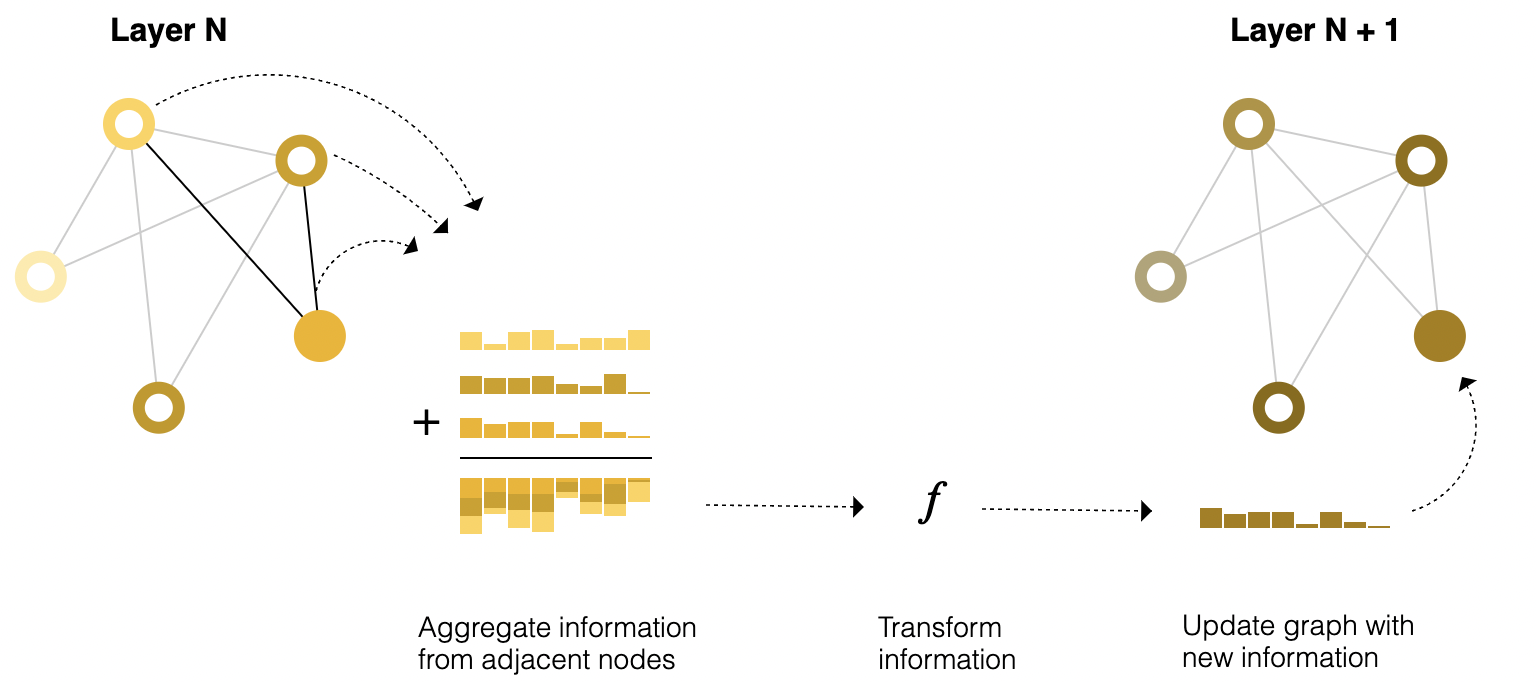 Layer N
Layer N + 1
+
f
Aggregate information
from adjacent nodes
Transform
information
Update graph with
new information